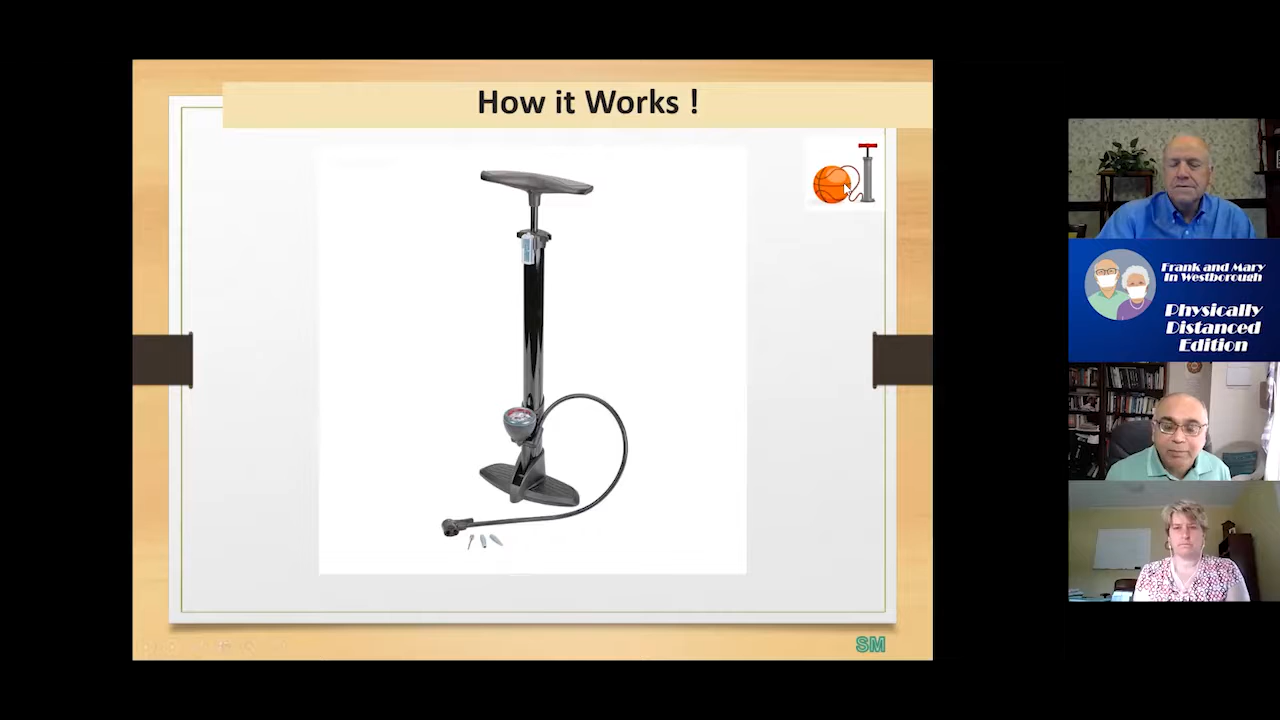 How it Works !
Frank and Mary
In Westborough
Physically
Distanced
Edition
SM